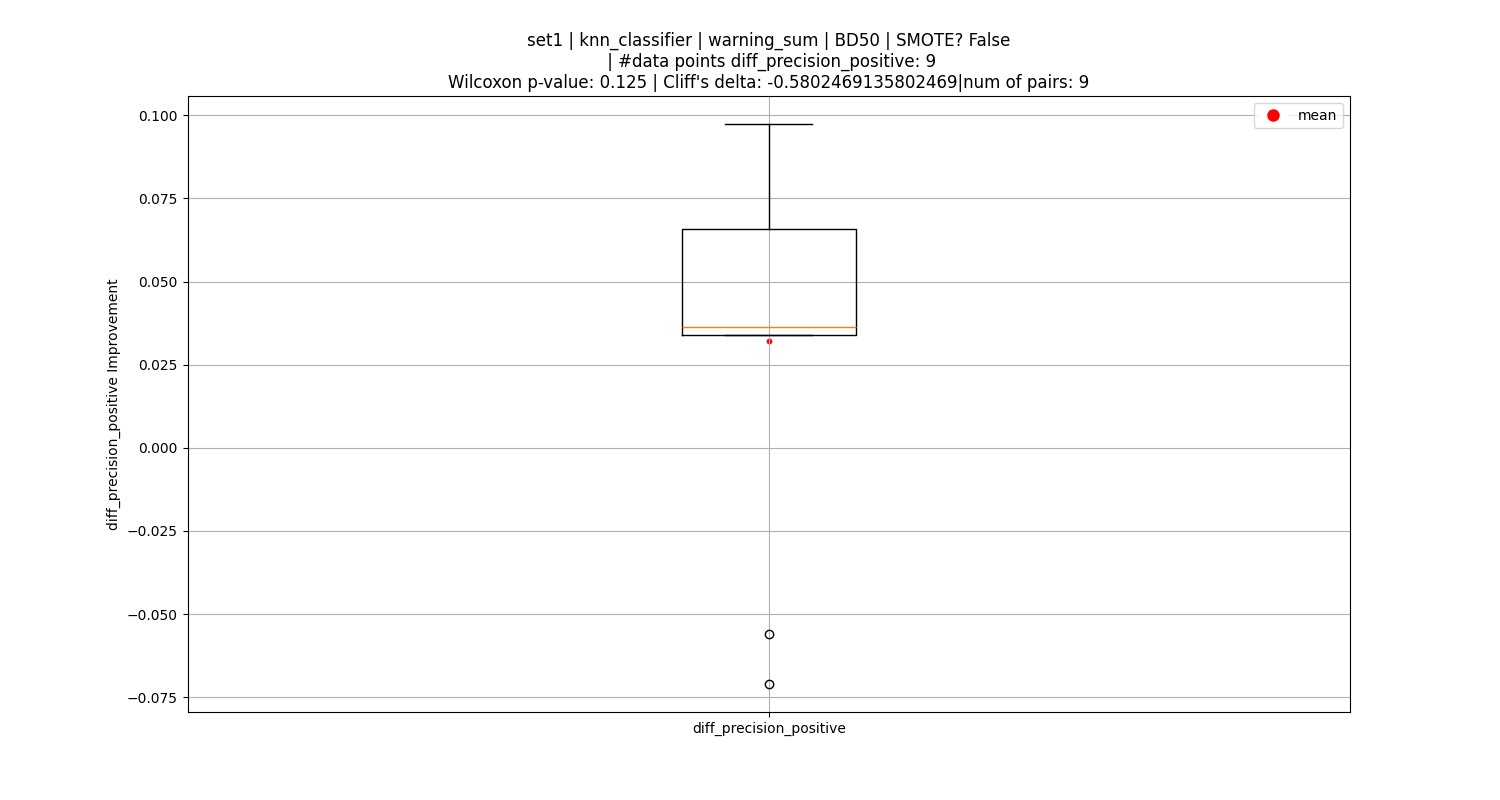 set1 | knn_classifier | warning_sum | BD50 | SMOTE? False
| #data points diff_precision_positive: 9
Wilcoxon p-value: 0.125 | Cliff's delta: -0.5802469135802469|num of pairs: 9
mean
0.100
0.075
0.050
0.025
0.000
−0.025
−0.050
−0.075
diff_precision_positive Improvement
diff_precision_positive